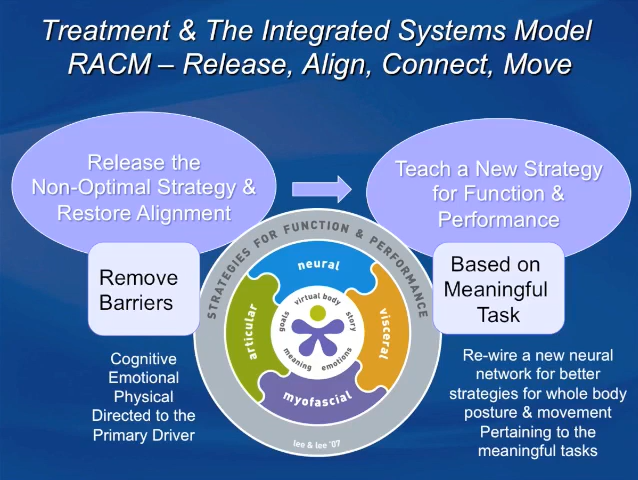 Treatment & The Integrated Systems Model
RACM – Release, Align, Connect, Move
Release the
Non-Optimal Strategy &
Restore Alignment
Teach a New Strategy
for Function &
Performance
Remove
Barriers
Based on
Meaningful
Task
Cognitive
Emotional
Physical
Directed to the
Primary Driver
STRATEGIES FOR FUNCTION & PERFORMANCE
neural
visceral
myofascial
articular
virtual body
story
emotions
meaning
goals
lee & lee '07
Re-wire a new neural
network for better
strategies for whole body
posture & movement
Pertaining to the
meaningful tasks